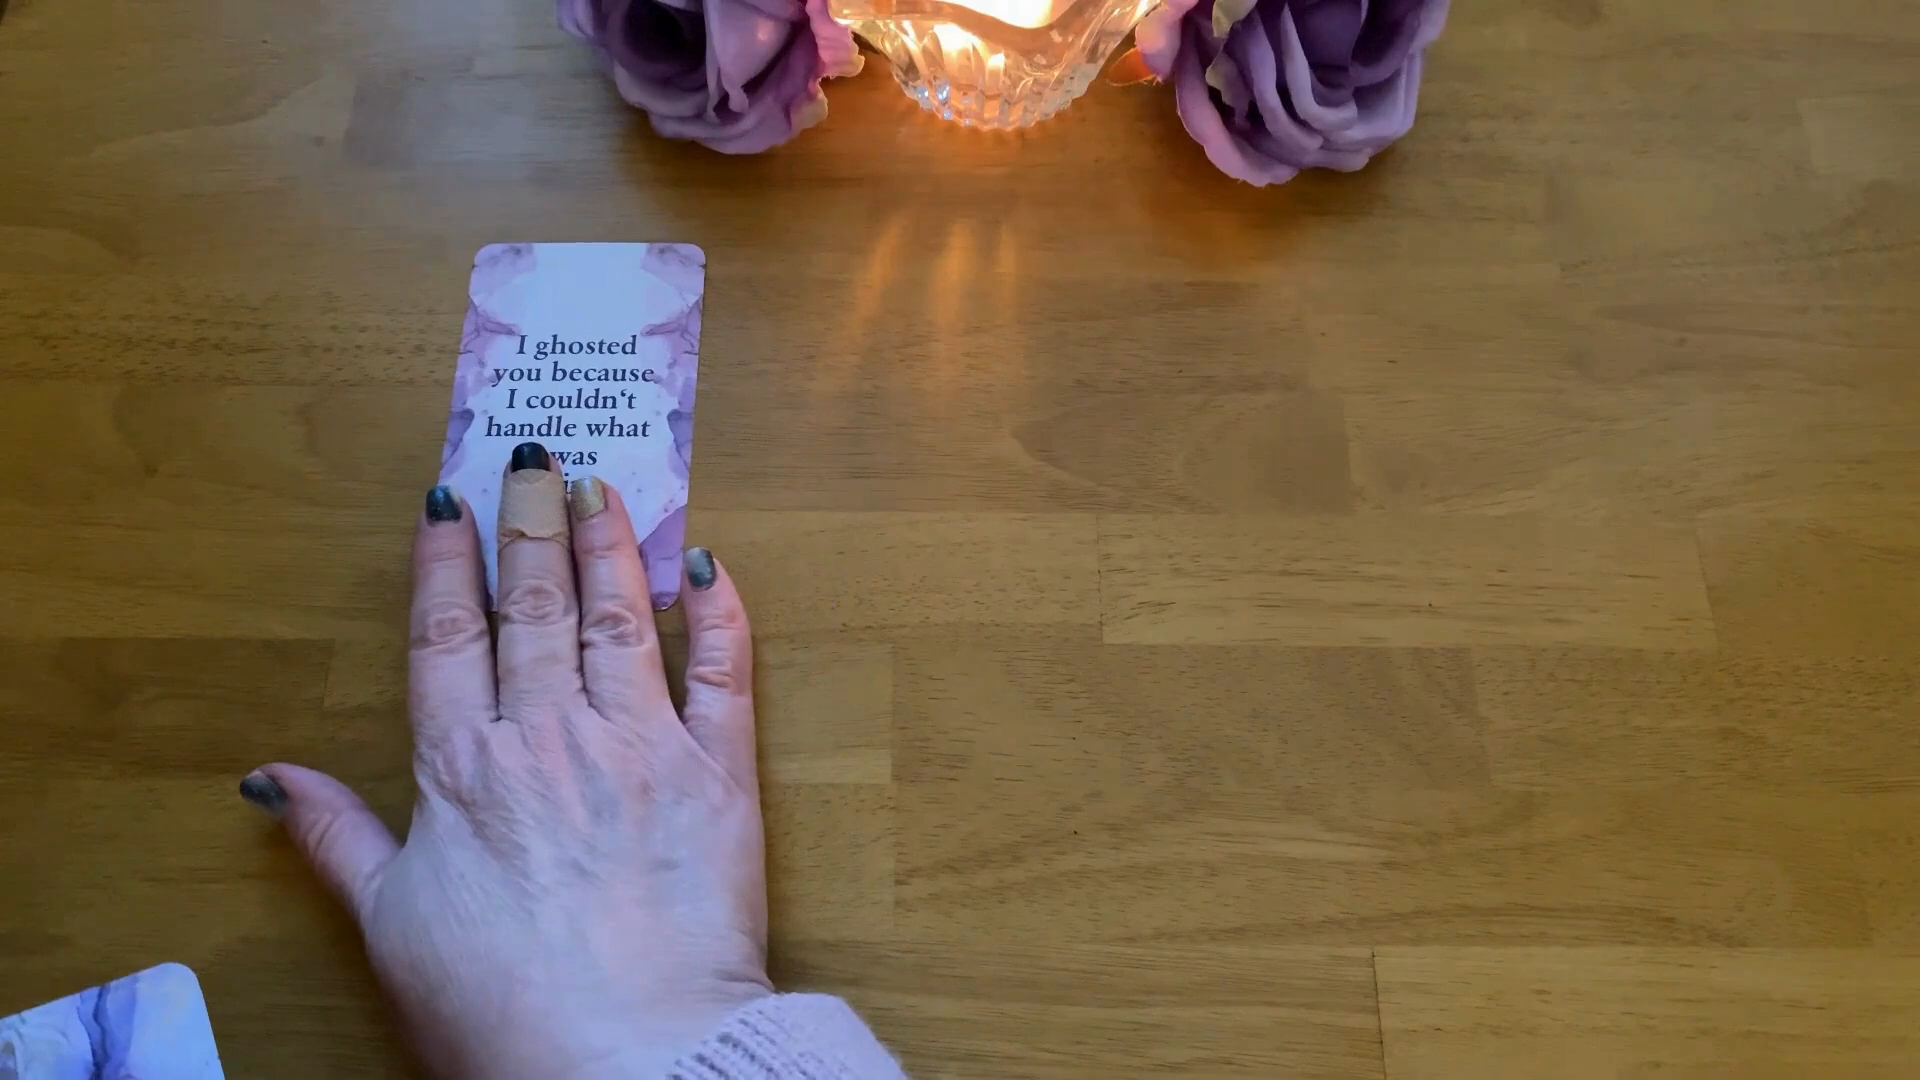 I ghosted
you because
I couldn‘t
handle what
was